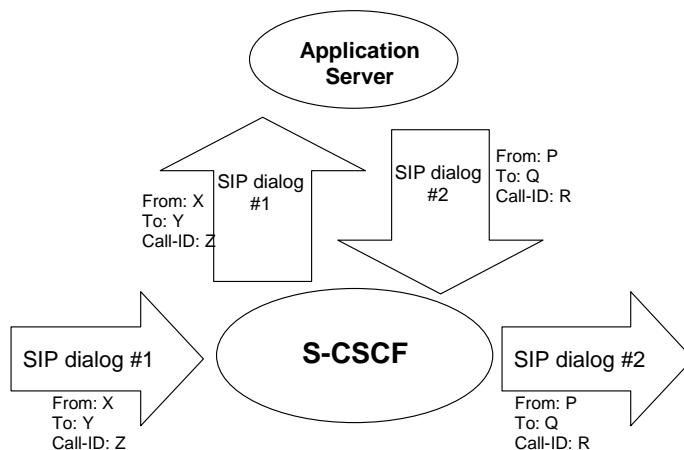 Application
Server
SIP dialog
#1
From: X
To: Y
Call-ID: Z
SIP dialog
#2
From: P
To: Q
Call-ID: R
S-CSCF
SIP dialog #1
From: X
To: Y
Call-ID: Z
SIP dialog #2
From: P
To: Q
Call-ID: R